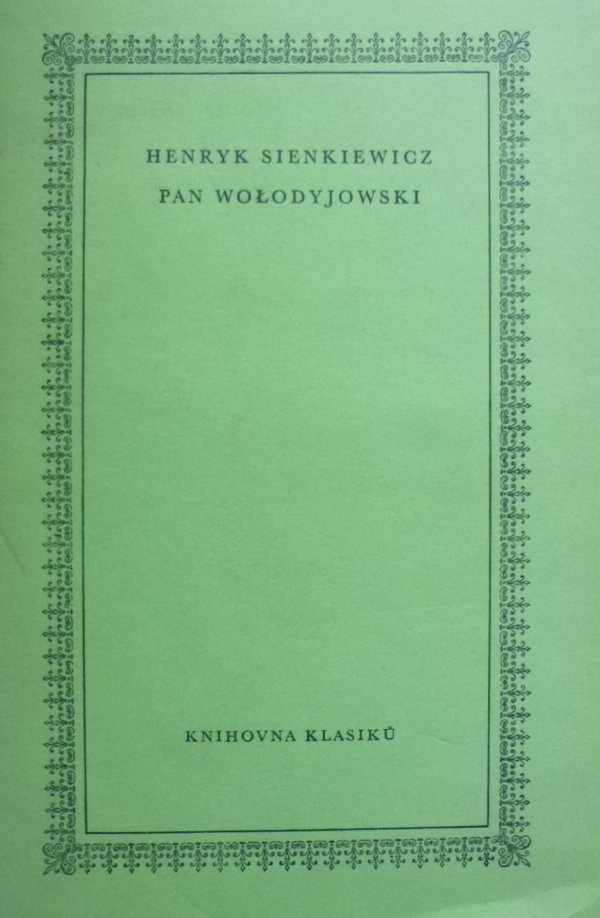 HENRYK SIENKIEWICZ
PAN WOŁODYJOWSKI
KNIHOVNA KLASIKŮ